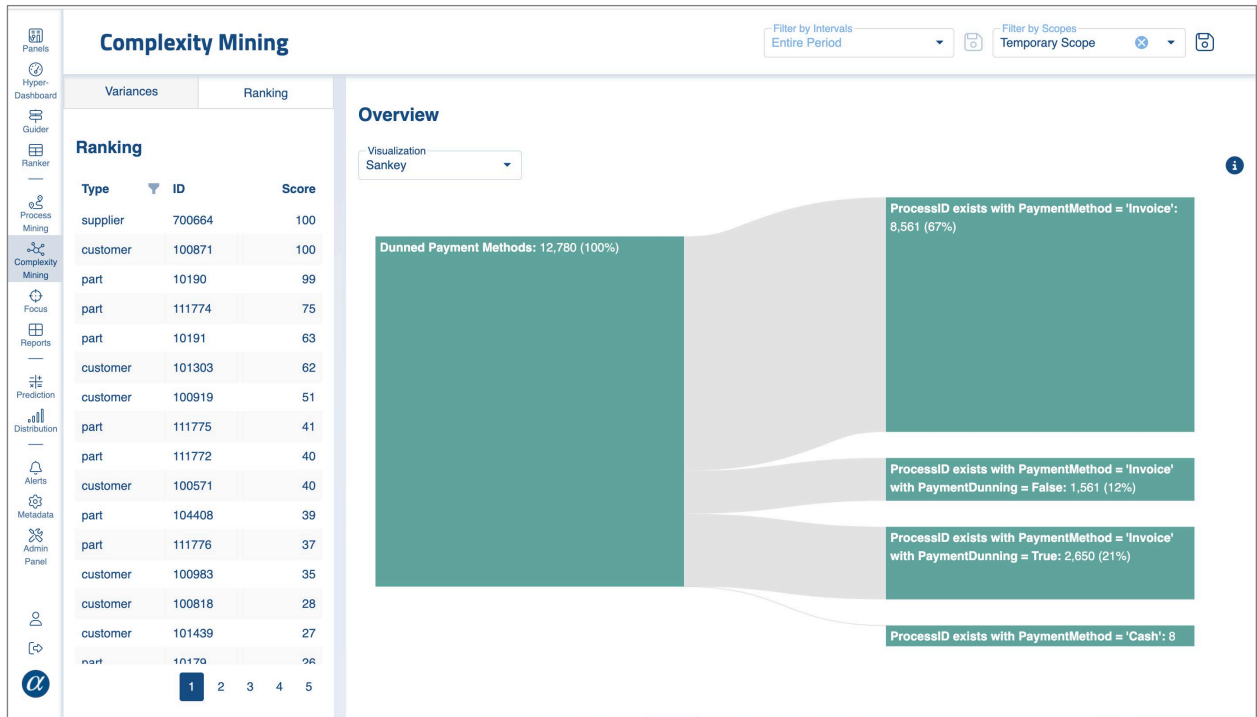 Complexity Mining
Filter by Intervals
Entire Period
Filter by Scopes
Temporary Scope
Panels
Hyper-
Dashboard
Guider
Ranker
Process
Mining
Complexity
Mining
Focus
Reports
Prediction
Distribution
Alerts
Metadata
Admin
Panel
α
Variances
Ranking
Ranking
Type ID Score
supplier 700664 100
customer 100871 100
part 10190 99
part 111774 75
part 10191 63
customer 101303 62
customer 100919 51
part 111775 41
part 111772 40
customer 100571 40
part 104408 39
part 111776 37
customer 100983 35
customer 100818 28
customer 101439 27
part 10179 26
1 2 3 4 5
Overview
Visualization
Sankey
i
Dunned Payment Methods: 12,780 (100%)
ProcessID exists with PaymentMethod = 'Invoice':
8,561 (67%)
ProcessID exists with PaymentMethod = 'Invoice'
with PaymentDunning = False: 1,561 (12%)
ProcessID exists with PaymentMethod = 'Invoice'
with PaymentDunning = True: 2,650 (21%)
ProcessID exists with PaymentMethod = 'Cash': 8